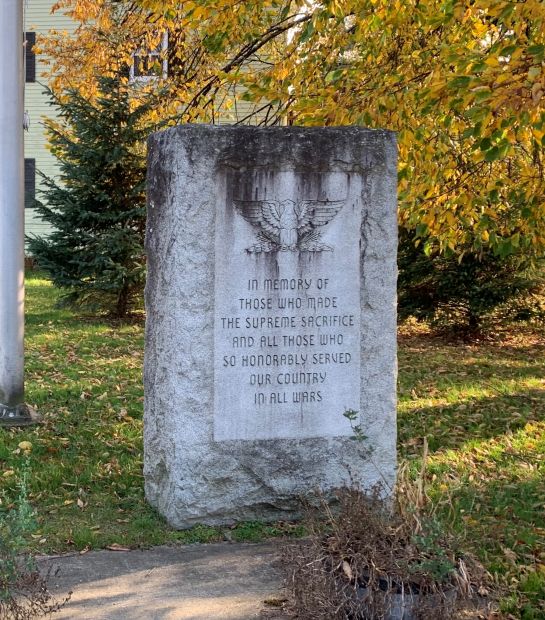 IN MEMORY OF
THOSE WHO MADE
THE SUPREME SACRIFICE
AND ALL THOSE WHO
SO HONORABLY SERVED
OUR COUNTRY
IN ALL WARS